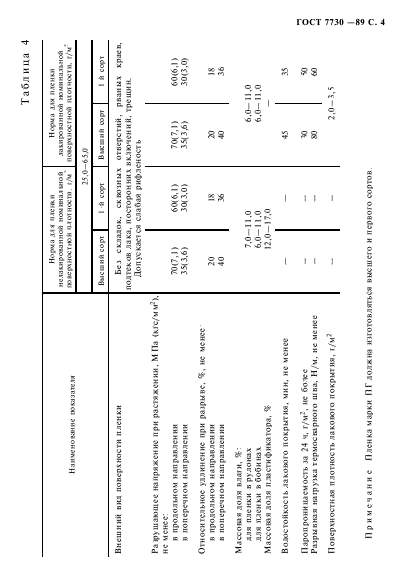 ГОСТ 7730 —89 С. 4
Таблица 4
Наименование показателя
Норма для пленки
нелакированной номинальной
поверхностной плотности, г/м²
Норма для пленки
лакированной номинальной
поверхностной плотности, г/м²
25,0—65,0
Высший сорт
1-й сорт
Высший сорт
1-й сорт
Внешний вид поверхности пленки
Без складок, сквозных отверстий, рваных краев,
подтеков лака, посторонних включений, трещин.
Допускается слабая рифленость
Разрушающее напряжение при растяжении, МПа (кгс/мм²),
не менее:
в продольном направлении 70(7,1) 60(6,1) 70(7,1) 60(6,1)
в поперечном направлении 35(3,6) 30(3,0) 35(3,6) 30(3,0)
Относительное удлинение при разрыве, %, не менее:
в продольном направлении 20 18 20 18
в поперечном направлении 40 36 40 36
Массовая доля влаги, %:
для пленки в рулонах 7,0—11,0 6,0—11,0
для пленки в бобинах 6,0—11,0 6,0—11,0
Массовая доля пластификатора, % 12,0—17,0 —
Водостойкость лакового покрытия, мин, не менее — — 45 35
Паропроницаемость за 24 ч, г/м², не более — — 30 50
Разрывная нагрузка термосварного шва, Н/м, не менее — — 80 60
Поверхностная плотность лакового покрытия, г/м² — — 2,0—3,5
Примечание Пленка марки ПГ должна изготовляться высшего и первого сортов.